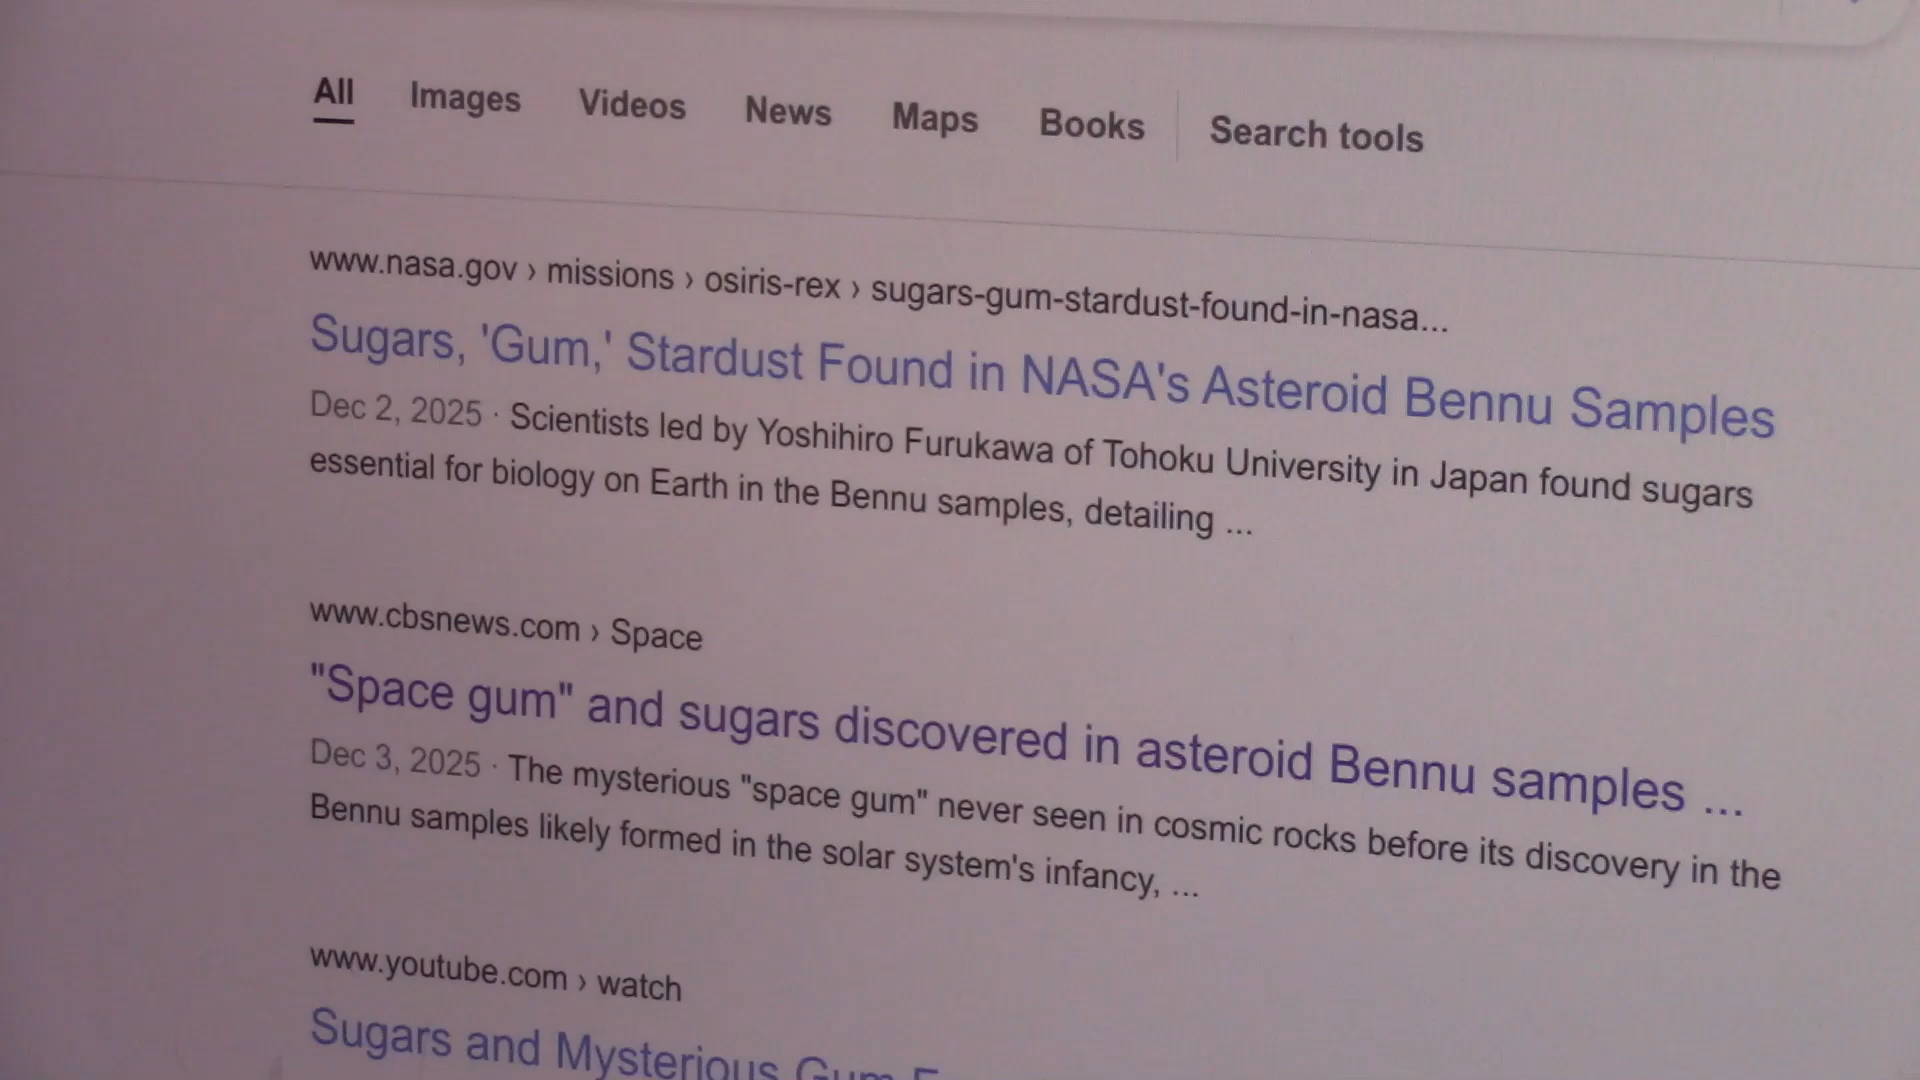 All Images Videos News Maps Books Search tools
www.nasa.gov › missions › osiris-rex › sugars-gum-stardust-found-in-nasa...
Sugars, 'Gum,' Stardust Found in NASA's Asteroid Bennu Samples
Dec 2, 2025 · Scientists led by Yoshihiro Furukawa of Tohoku University in Japan found sugars
essential for biology on Earth in the Bennu samples, detailing ...
www.cbsnews.com › Space
"Space gum" and sugars discovered in asteroid Bennu samples ...
Dec 3, 2025 · The mysterious "space gum" never seen in cosmic rocks before its discovery in the
Bennu samples likely formed in the solar system's infancy, ...
www.youtube.com › watch
Sugars and Mysterious Gum